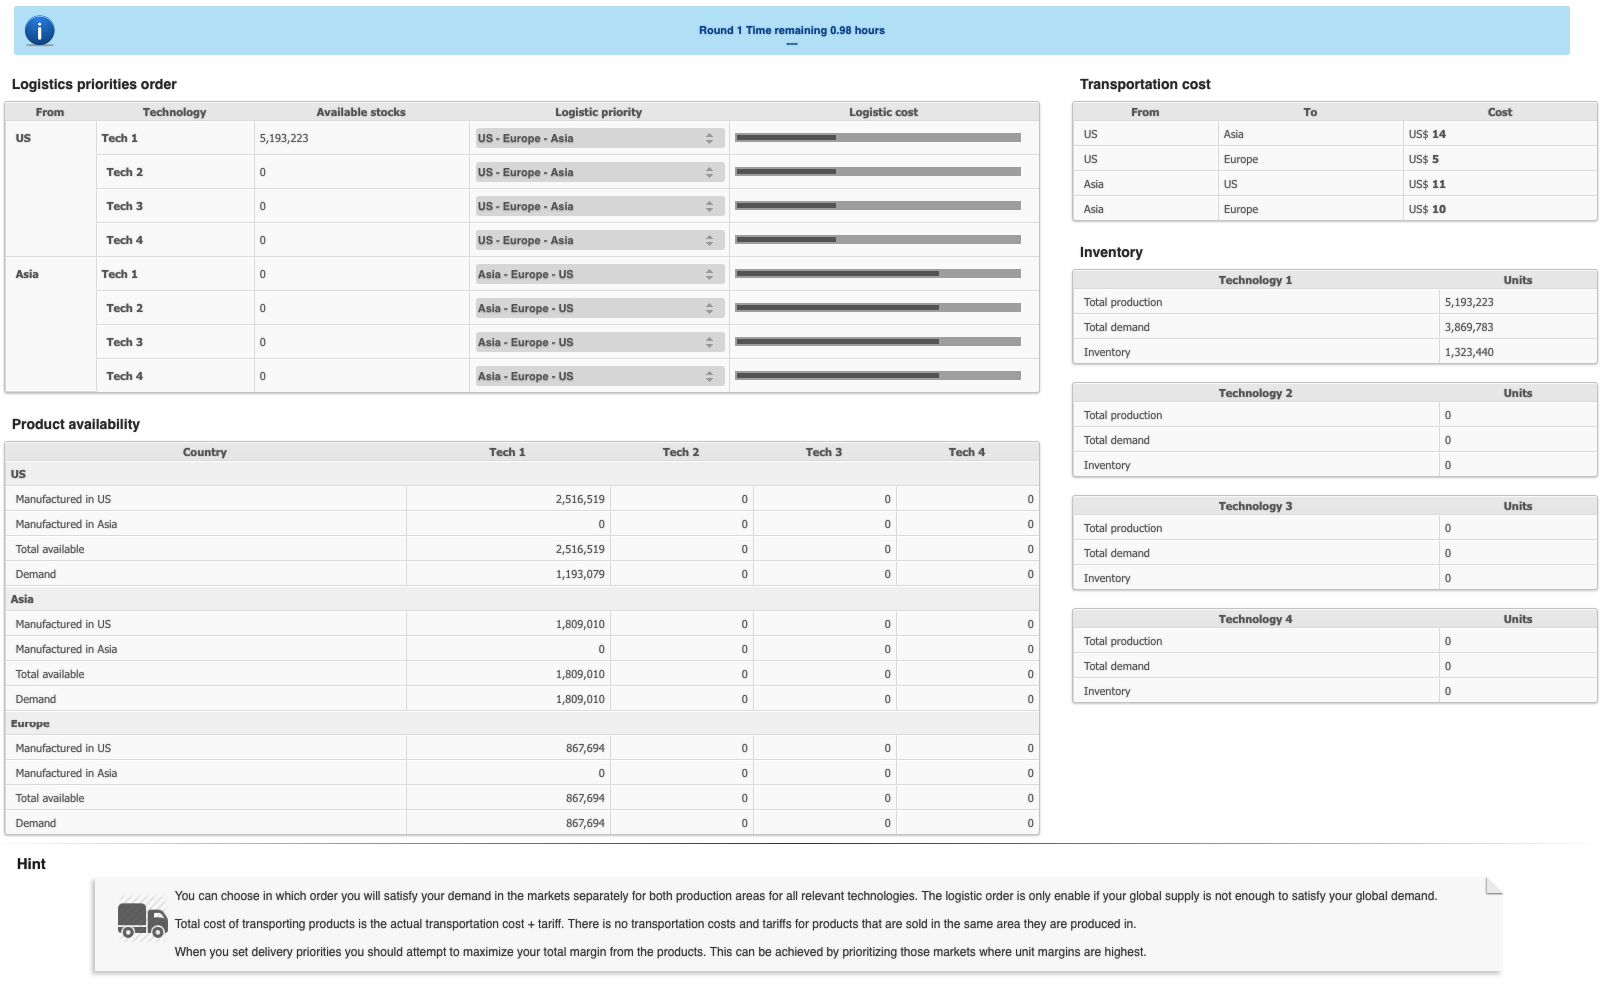 Round 1 Time remaining 0.98 hours
---
Logistics priorities order
From Technology Available stocks Logistic priority Logistic cost
US Tech 1 5,193,223 US - Europe - Asia
Tech 2 0 US - Europe - Asia
Tech 3 0 US - Europe - Asia
Tech 4 0 US - Europe - Asia
Asia Tech 1 0 Asia - Europe - US
Tech 2 0 Asia - Europe - US
Tech 3 0 Asia - Europe - US
Tech 4 0 Asia - Europe - US
Product availability
Country Tech 1 Tech 2 Tech 3 Tech 4
US
Manufactured in US 2,516,519 0 0 0
Manufactured in Asia 0 0 0 0
Total available 2,516,519 0 0 0
Demand 1,193,079 0 0 0
Asia
Manufactured in US 1,809,010 0 0 0
Manufactured in Asia 0 0 0 0
Total available 1,809,010 0 0 0
Demand 1,809,010 0 0 0
Europe
Manufactured in US 867,694 0 0 0
Manufactured in Asia 0 0 0 0
Total available 867,694 0 0 0
Demand 867,694 0 0 0
Transportation cost
From To Cost
US Asia US$ 14
US Europe US$ 5
Asia US US$ 11
Asia Europe US$ 10
Inventory
Technology 1 Units
Total production 5,193,223
Total demand 3,869,783
Inventory 1,323,440
Technology 2 Units
Total production 0
Total demand 0
Inventory 0
Technology 3 Units
Total production 0
Total demand 0
Inventory 0
Technology 4 Units
Total production 0
Total demand 0
Inventory 0
Hint
You can choose in which order you will satisfy your demand in the markets separately for both production areas for all relevant technologies. The logistic order is only enable if your global supply is not enough to satisfy your global demand.
Total cost of transporting products is the actual transportation cost + tariff. There is no transportation costs and tariffs for products that are sold in the same area they are produced in.
When you set delivery priorities you should attempt to maximize your total margin from the products. This can be achieved by prioritizing those markets where unit margins are highest.